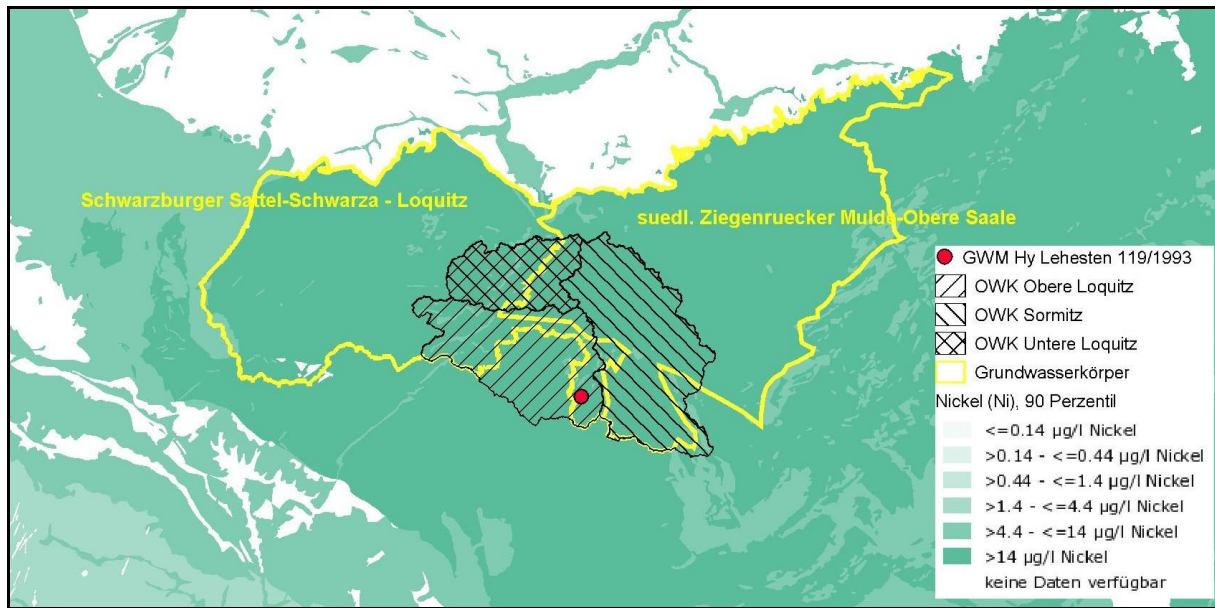 Schwarzburger Sattel-Schwarza - Loquitz
suedl. Ziegenruecker Mulde-Obere Saale
GWM Hy Lehesten 119/1993
OWK Obere Loquitz
OWK Sormitz
OWK Untere Loquitz
Grundwasserkörper
Nickel (Ni), 90 Perzentil
<=0.14 µg/l Nickel
>0.14 - <=0.44 µg/l Nickel
>0.44 - <=1.4 µg/l Nickel
>1.4 - <=4.4 µg/l Nickel
>4.4 - <=14 µg/l Nickel
>14 µg/l Nickel
keine Daten verfügbar